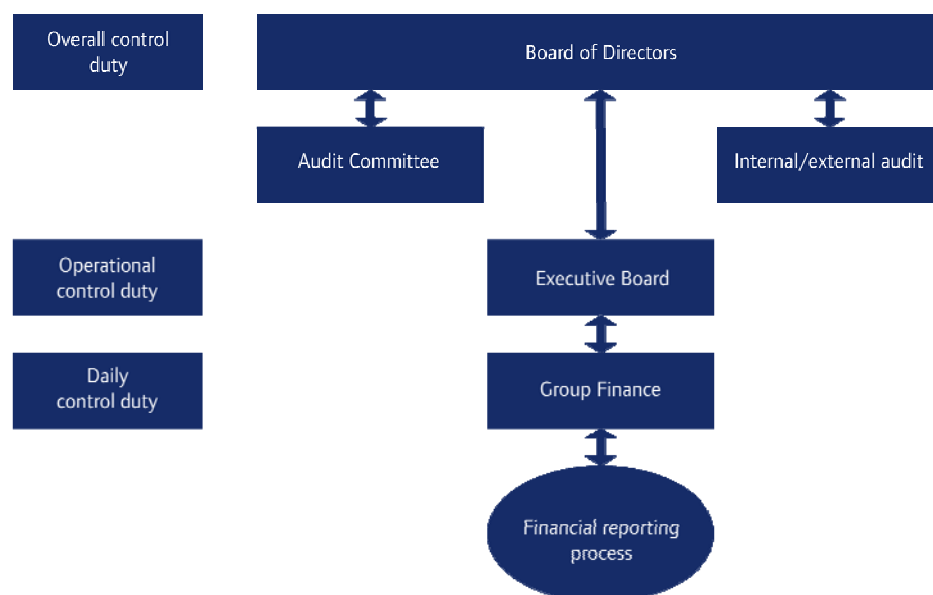 Overall control
duty
Board of Directors
Audit Committee
Internal/external audit
Operational
control duty
Executive Board
Daily
control duty
Group Finance
Financial reporting
process